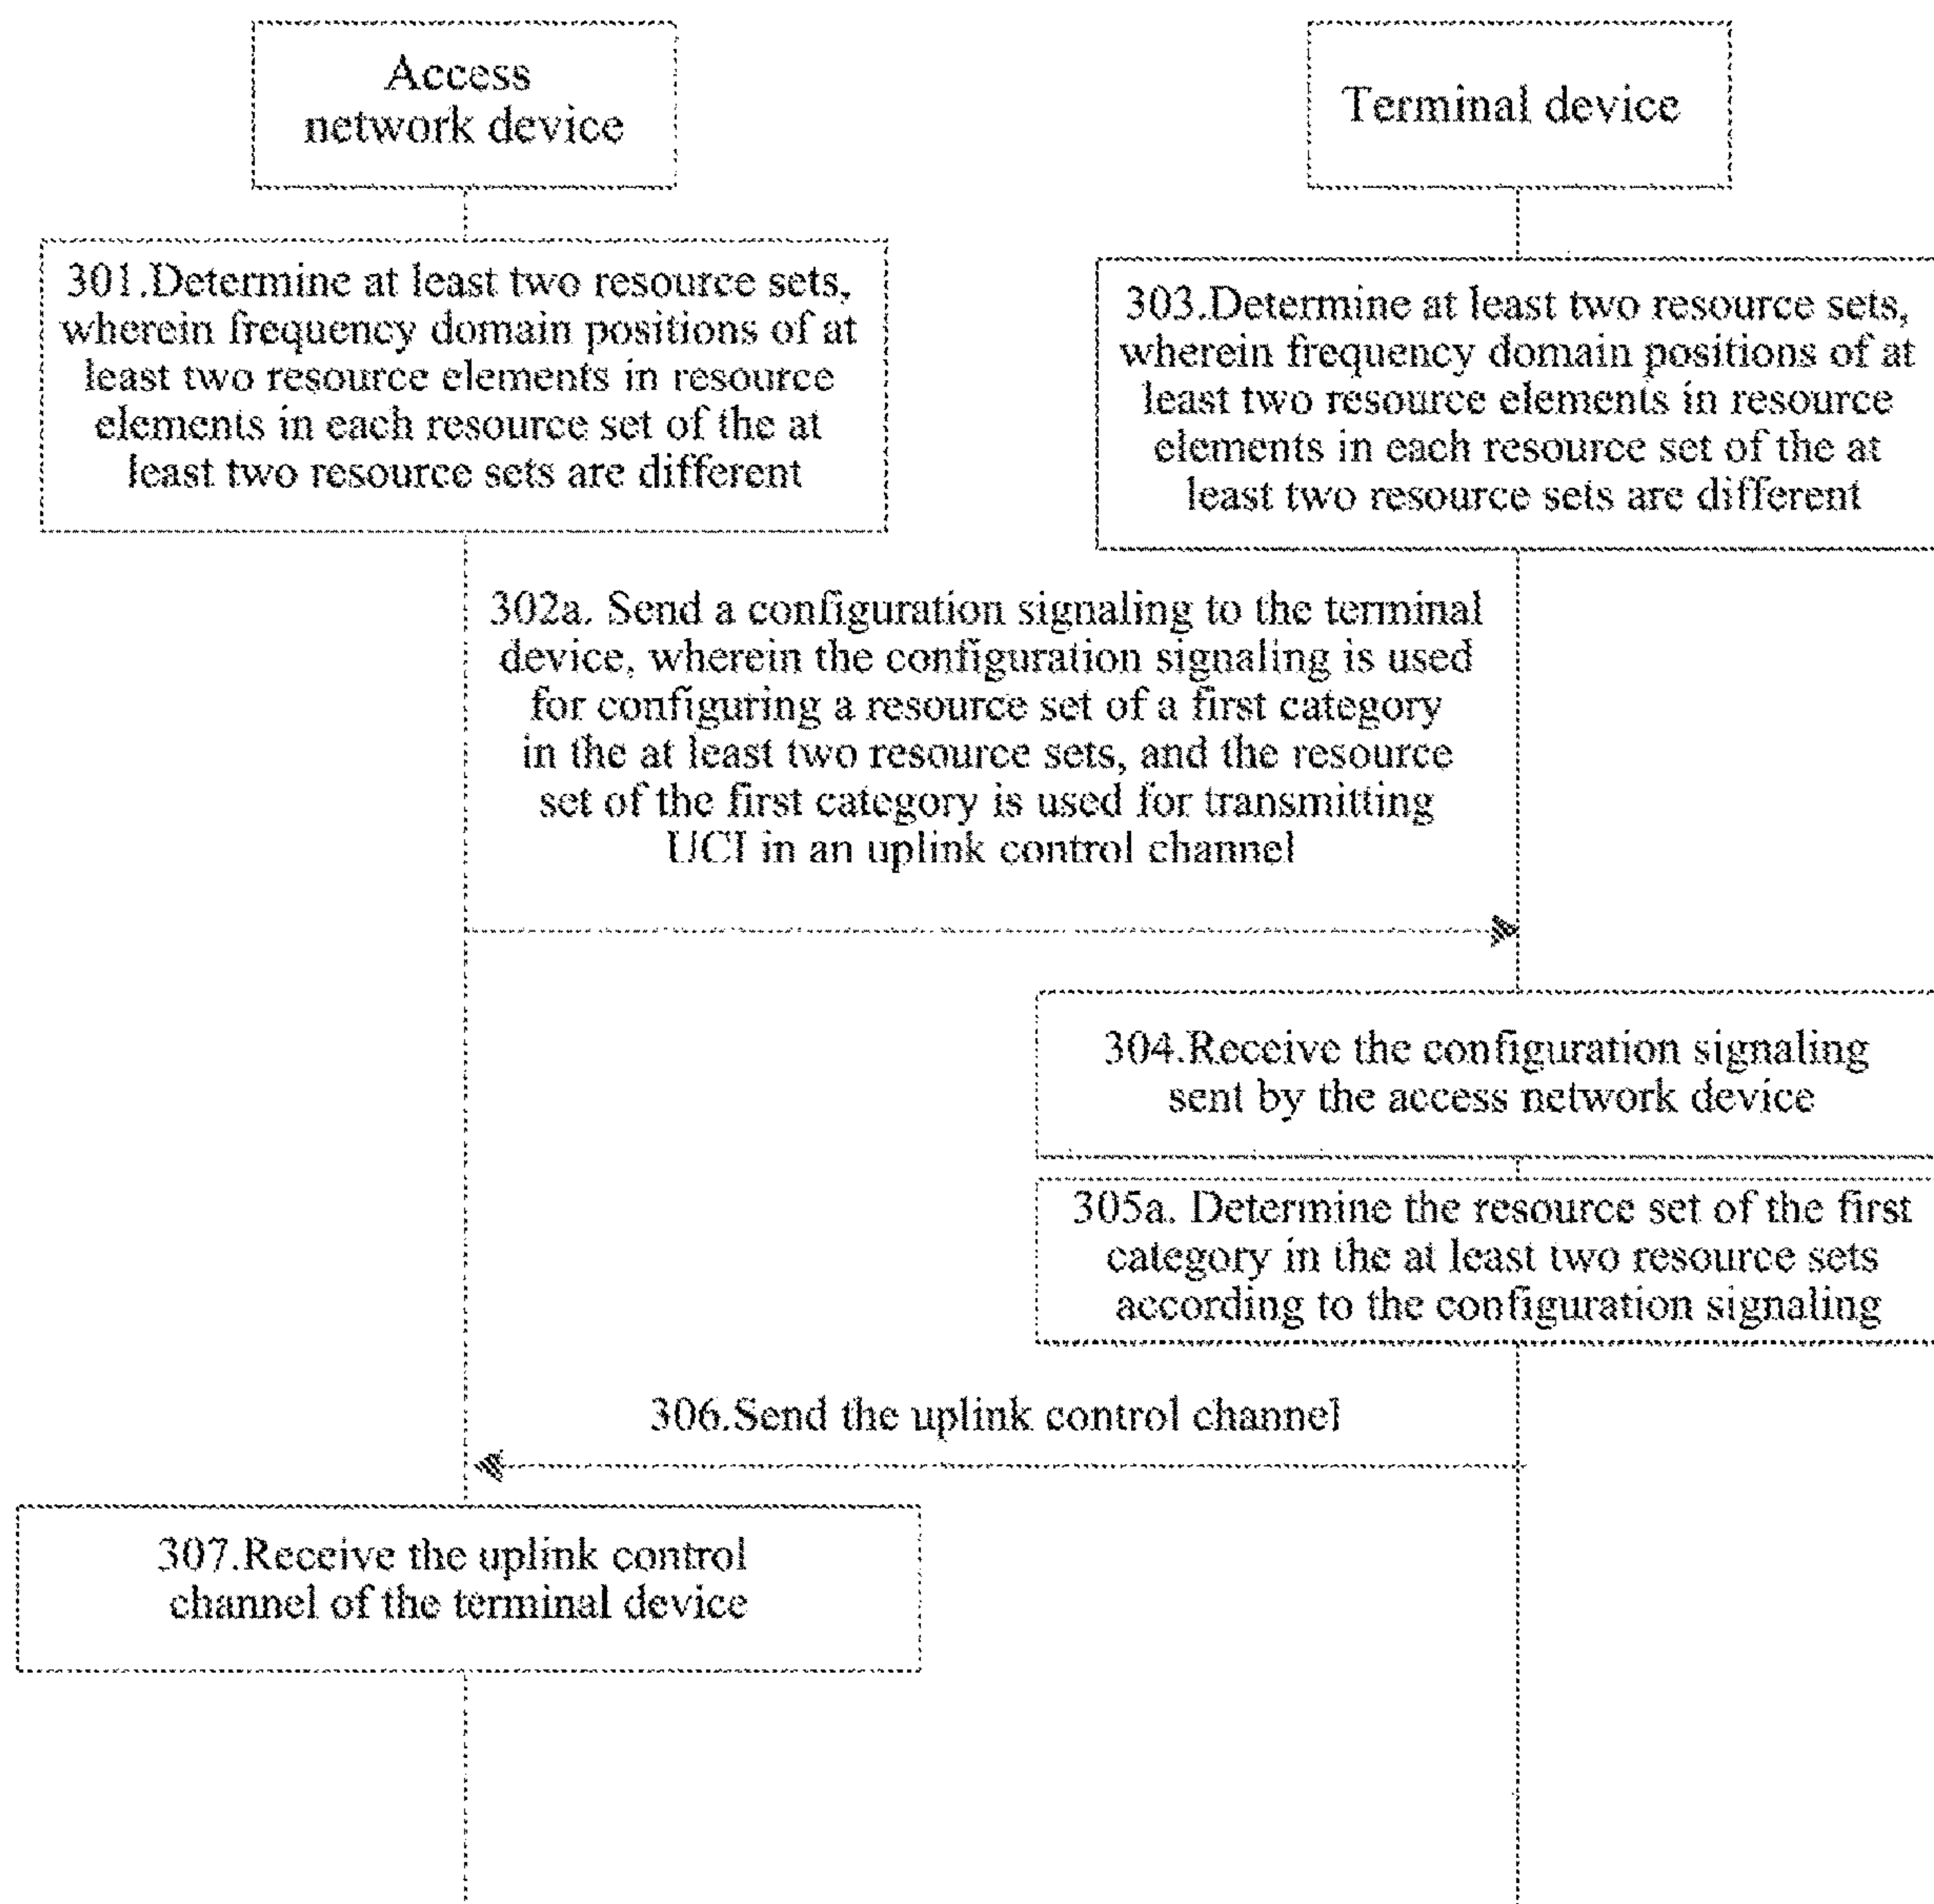 Access
network device
Terminal device
301.Determine at least two resource sets,
wherein frequency domain positions of at
least two resource elements in resource
elements in each resource set of the at
least two resource sets are different
303.Determine at least two resource sets,
wherein frequency domain positions of at
least two resource elements in resource
elements in each resource set of the at
least two resource sets are different
302a. Send a configuration signaling to the terminal
device, wherein the configuration signaling is used
for configuring a resource set of a first category
in the at least two resource sets, and the resource
set of the first category is used for transmitting
UCI in an uplink control channel
304.Receive the configuration signaling
sent by the access network device
305a. Determine the resource set of the first
category in the at least two resource sets
according to the configuration signaling
306.Send the uplink control channel
307.Receive the uplink control
channel of the terminal device